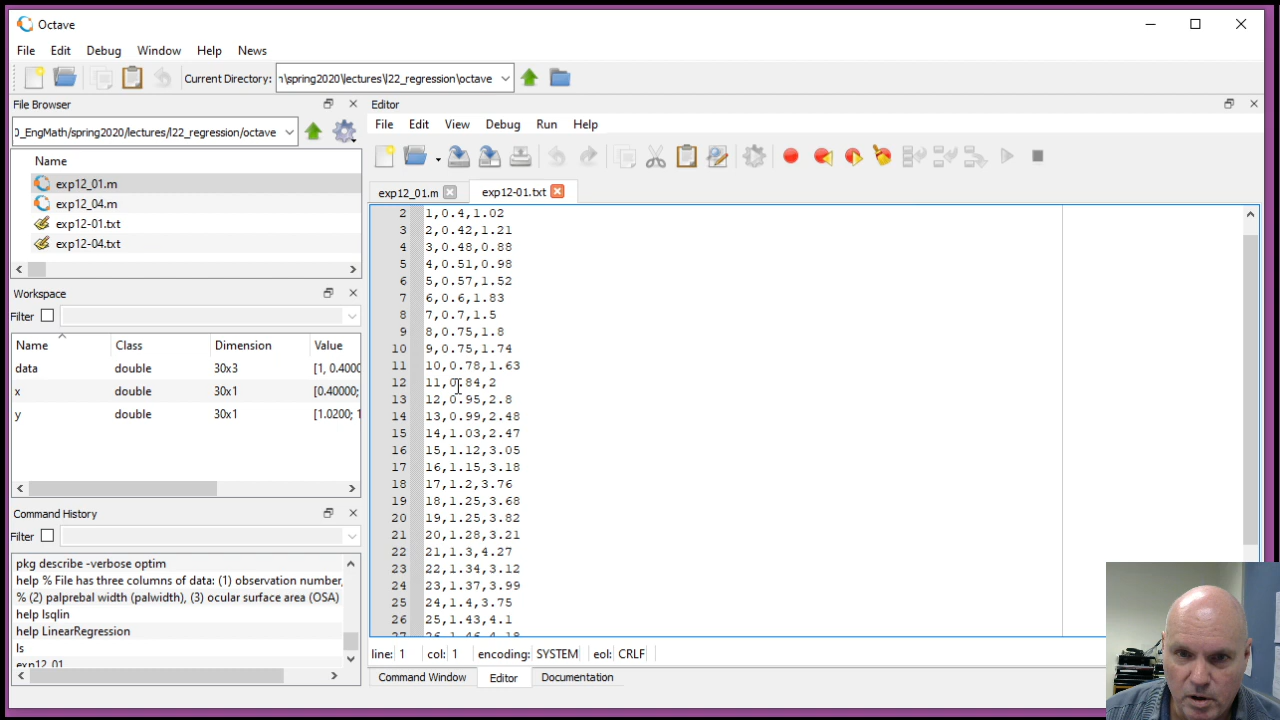 Octave
File Edit Debug Window Help News
Current Directory: ו\spring2020\lectures\l22_regression\octave
File Browser
Editor
J_EngMath/spring2020/lectures/l22_regression/octave
File Edit View Debug Run Help
Name
exp12_01.m
exp12_04.m
exp12-01.txt
exp12-04.txt
exp12_01.m exp12-01.txt
Workspace
Filter
Name Class Dimension Value
data double 30x3 [1, 0.4000
x double 30x1 [0.40000;
y double 30x1 [1.0200; 1
Command History
Filter
pkg describe -verbose optim
help % File has three columns of data: (1) observation number,
% (2) palprebal width (palwidth), (3) ocular surface area (OSA)
help lsqlin
help LinearRegression
ls
exp12_01
2 1,0.4,1.02
3 2,0.42,1.21
4 3,0.48,0.88
5 4,0.51,0.98
6 5,0.57,1.52
7 6,0.6,1.83
8 7,0.7,1.5
9 8,0.75,1.8
10 9,0.75,1.74
11 10,0.78,1.63
12 11,0.84,2
13 12,0.95,2.8
14 13,0.99,2.48
15 14,1.03,2.47
16 15,1.12,3.05
17 16,1.15,3.18
18 17,1.2,3.76
19 18,1.25,3.68
20 19,1.25,3.82
21 20,1.28,3.21
22 21,1.3,4.27
23 22,1.34,3.12
24 23,1.37,3.99
25 24,1.4,3.75
26 25,1.43,4.1
27 26,1.46,4.18
line: 1 col: 1 encoding: SYSTEM eol: CRLF
Command Window Editor Documentation